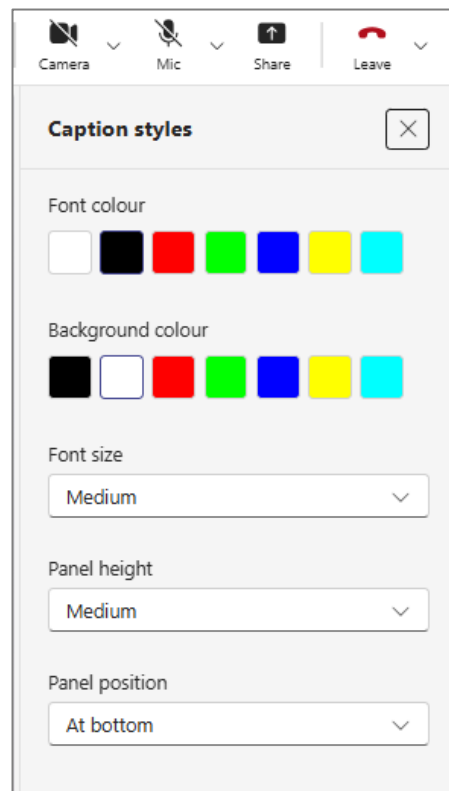 Camera Mic Share Leave
Caption styles
Font colour
Background colour
Font size
Medium
Panel height
Medium
Panel position
At bottom